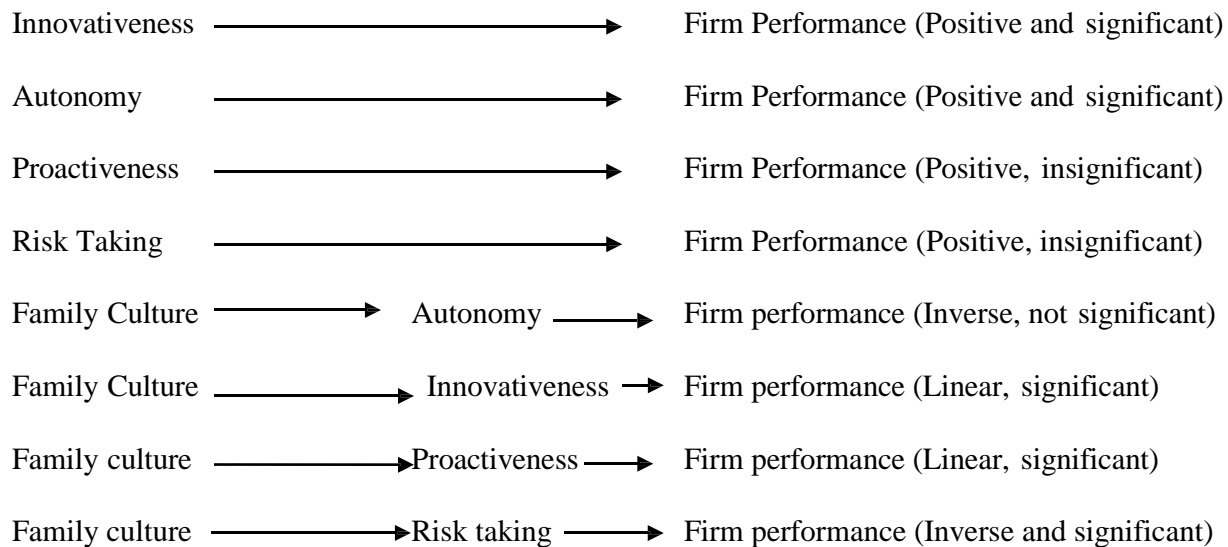 Innovativeness Firm Performance (Positive and significant)
Autonomy Firm Performance (Positive and significant)
Proactiveness Firm Performance (Positive, insignificant)
Risk Taking Firm Performance (Positive, insignificant)
Family Culture Autonomy Firm performance (Inverse, not significant)
Family Culture Innovativeness Firm performance (Linear, significant)
Family culture Proactiveness Firm performance (Linear, significant)
Family culture Risk taking Firm performance (Inverse and significant)